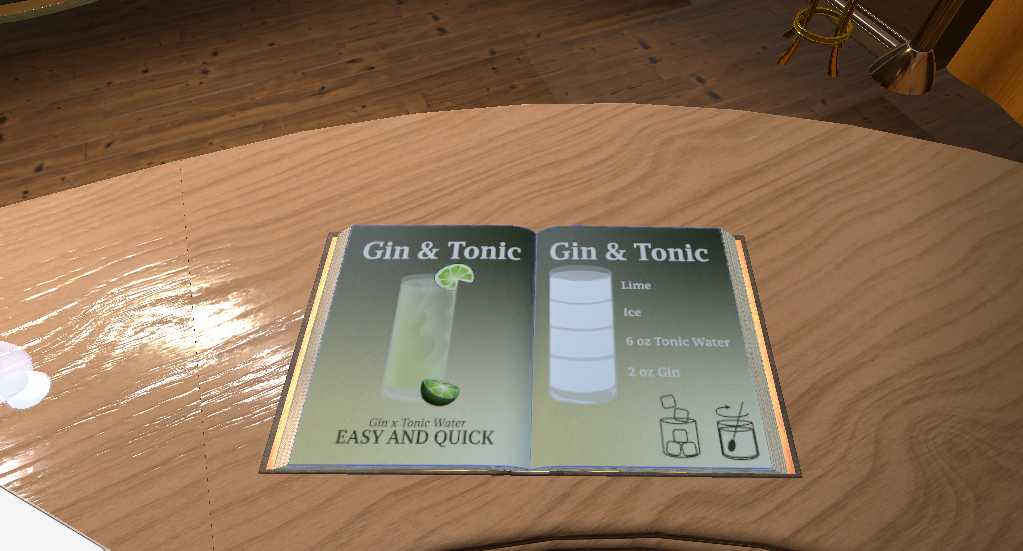 Gin & Tonic
Gin x Tonic Water
EASY AND QUICK
Gin & Tonic
Lime
Ice
6 oz Tonic Water
2 oz Gin